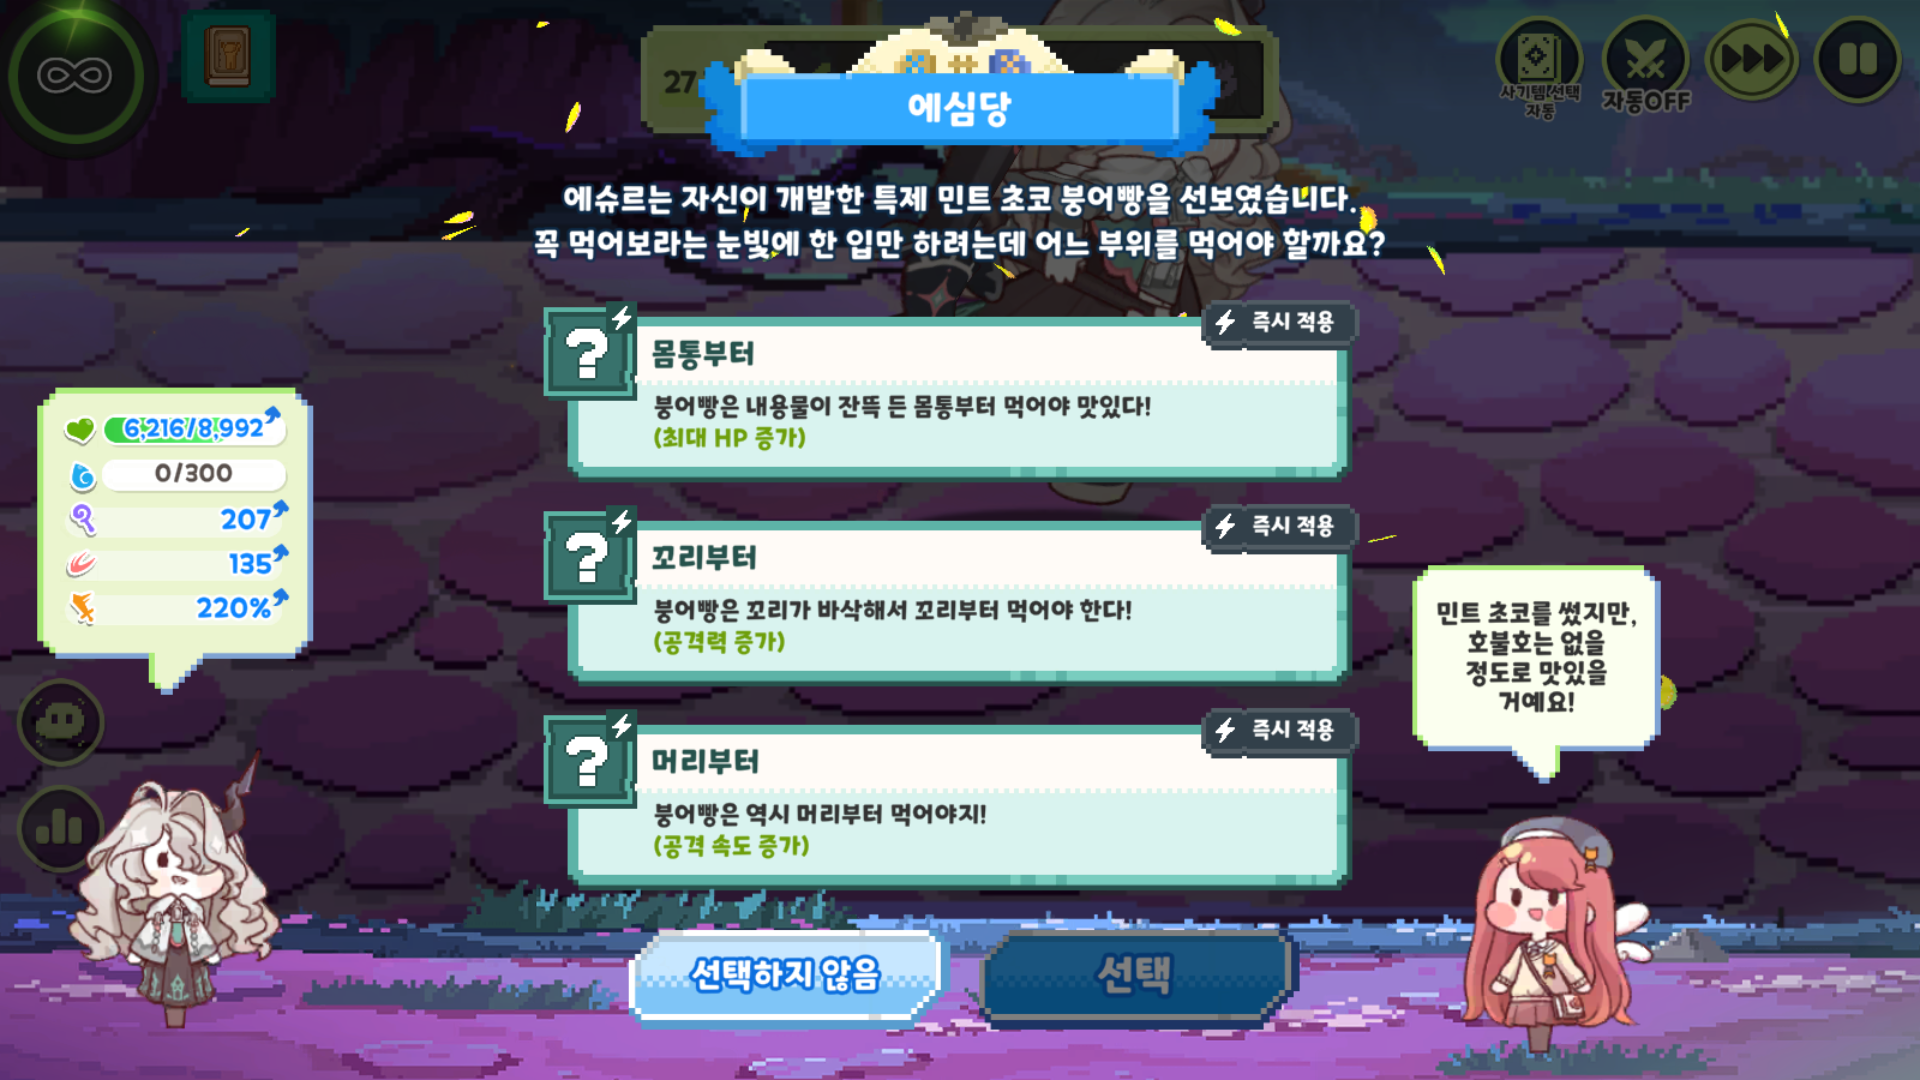 27
에심당
사기템 선택
자동
자동OFF
에슈르는 자신이 개발한 특제 민트 초코 붕어빵을 선보였습니다.
꼭 먹어보라는 눈빛에 한 입만 하려는데 어느 부위를 먹어야 할까요?
즉시 적용
몸통부터
붕어빵은 내용물이 잔뜩 든 몸통부터 먹어야 맛있다!
(최대 HP 증가)
6,216/8,992
0/300
207
135
220%
즉시 적용
꼬리부터
붕어빵은 꼬리가 바삭해서 꼬리부터 먹어야 한다!
(공격력 증가)
민트 초코를 썼지만,
호불호는 없을
정도로 맛있을
거예요!
즉시 적용
머리부터
붕어빵은 역시 머리부터 먹어야지!
(공격 속도 증가)
선택하지 않음
선택